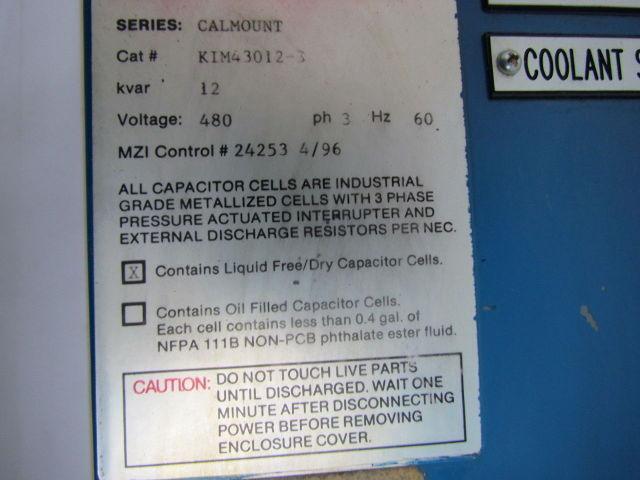 SERIES: CALMOUNT
Cat # KIM43012-3
kvar 12
Voltage: 480 ph 3 Hz 60
MZI Control # 24253 4/96
ALL CAPACITOR CELLS ARE INDUSTRIAL
GRADE METALLIZED CELLS WITH 3 PHASE
PRESSURE ACTUATED INTERRUPTER AND
EXTERNAL DISCHARGE RESISTORS PER NEC.
X Contains Liquid Free/Dry Capacitor Cells.
Contains Oil Filled Capacitor Cells.
Each cell contains less than 0.4 gal. of
NFPA 111B NON-PCB phthalate ester fluid.
CAUTION: DO NOT TOUCH LIVE PARTS
UNTIL DISCHARGED. WAIT ONE
MINUTE AFTER DISCONNECTING
POWER BEFORE REMOVING
ENCLOSURE COVER.
COOLANT S